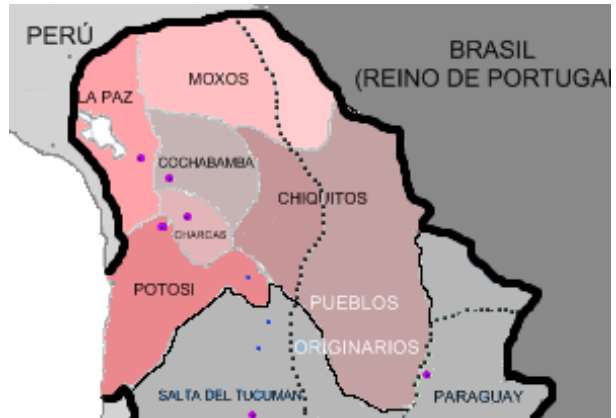 PERÚ
BRASIL
(REINO DE PORTUGAL
MOXOS
LA PAZ
COCHABAMBA
CHIQUITOS
CHARCAS
POTOSI
PUEBLOS
ORIGINARIOS
SALTA DEL TUCUMAN
PARAGUAY